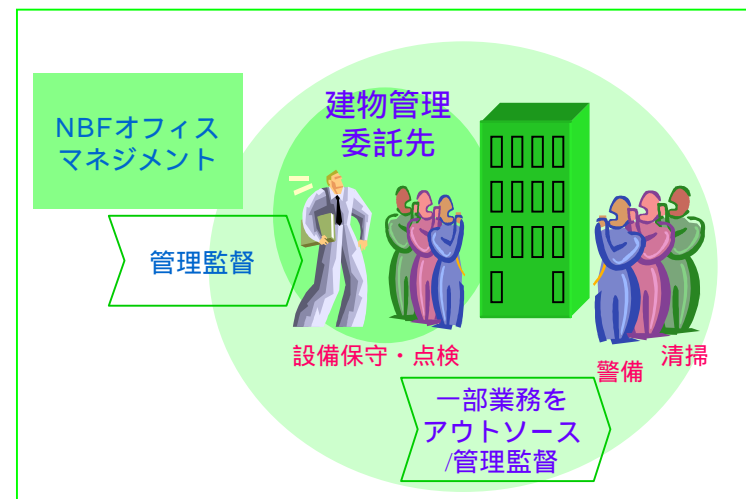 NBFオフィス
マネジメント
建物管理
委託先
管理監督
設備保守・点検
警備
清掃
一部業務を
アウトソース
/管理監督